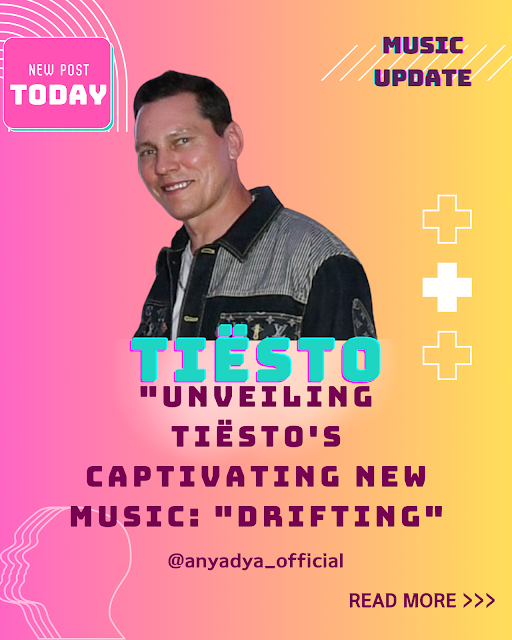 NEW POST
TODAY
MUSIC
UPDATE
TIËSTO
"UNVEILING
TIËSTO'S
CAPTIVATING NEW
MUSIC: "DRIFTING"
@anyadya_official
READ MORE >>>